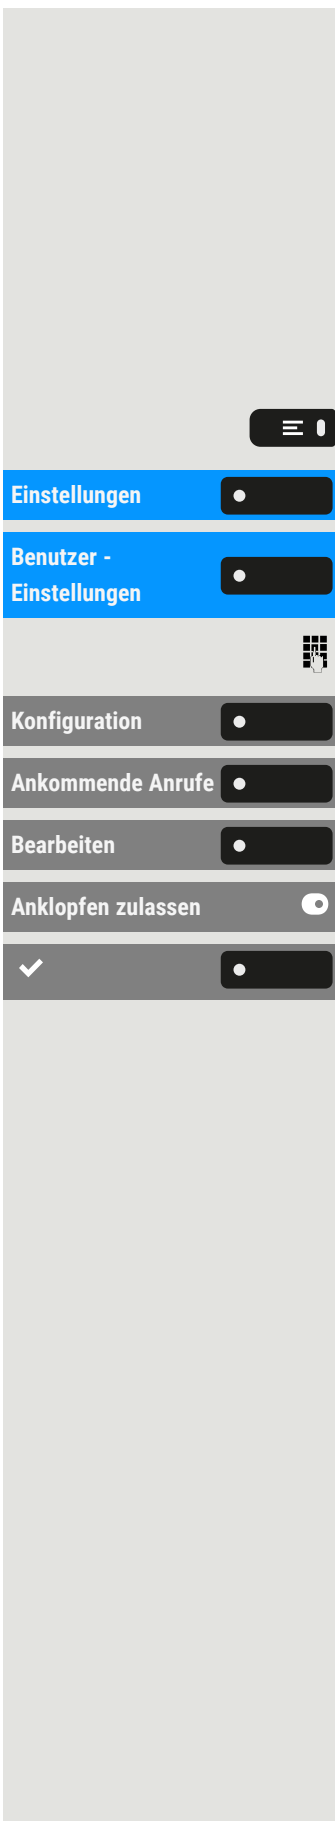 Einstellungen
Benutzer -
Einstellungen
Konfiguration
Ankommende Anrufe
Bearbeiten
Anklopfen zulassen